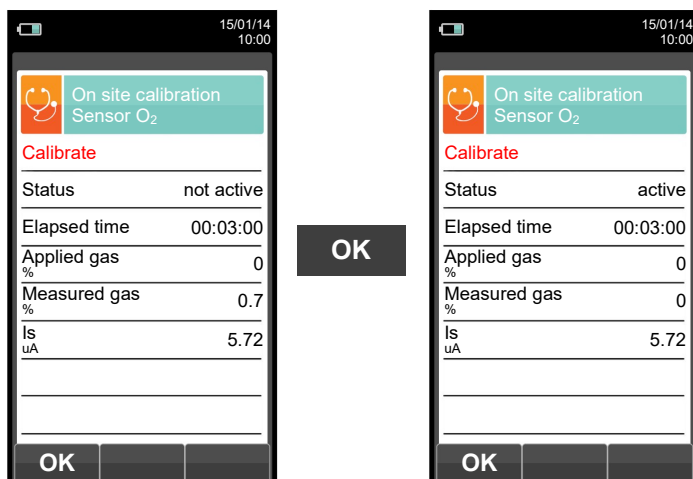 15/01/14
10:00
On site calibration
Sensor O₂
Calibrate
Status not active
Elapsed time 00:03:00
Applied gas 0
%
Measured gas 0.7
%
Is 5.72
uA
OK
OK
15/01/14
10:00
On site calibration
Sensor O₂
Calibrate
Status active
Elapsed time 00:03:00
Applied gas 0
%
Measured gas 0
%
Is 5.72
uA
OK